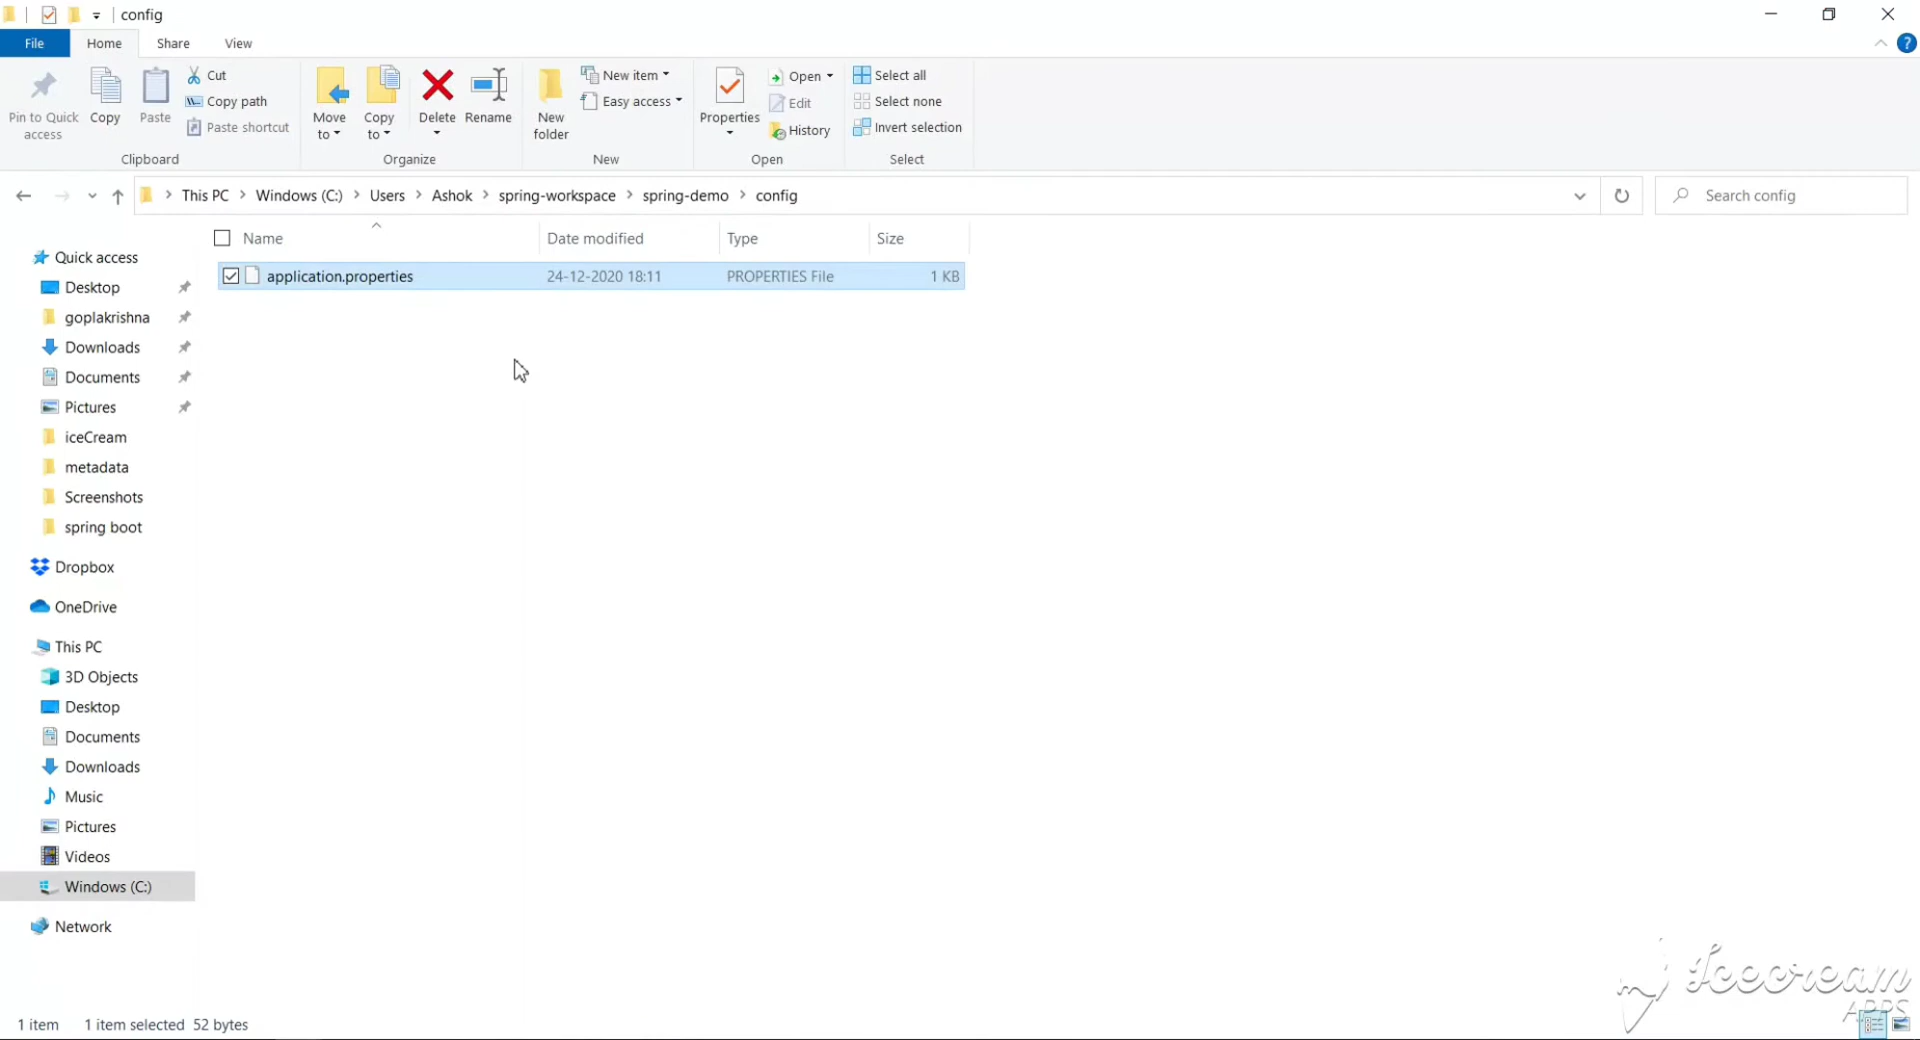 config
File Home Share View
Pin to Quick access
Copy
Paste
Cut
Copy path
Paste shortcut
Clipboard
Move to
Copy to
Delete
Rename
Organize
New folder
New item
Easy access
New
Properties
Open
Edit
History
Open
Select all
Select none
Invert selection
Select
This PC > Windows (C:) > Users > Ashok > spring-workspace > spring-demo > config
Search config
Name Date modified Type Size
application.properties 24-12-2020 18:11 PROPERTIES File 1 KB
Quick access
Desktop
goplakrishna
Downloads
Documents
Pictures
iceCream
metadata
Screenshots
spring boot
Dropbox
OneDrive
This PC
3D Objects
Desktop
Documents
Downloads
Music
Pictures
Videos
Windows (C:)
Network
Icecream
APPS
1 item 1 item selected 52 bytes